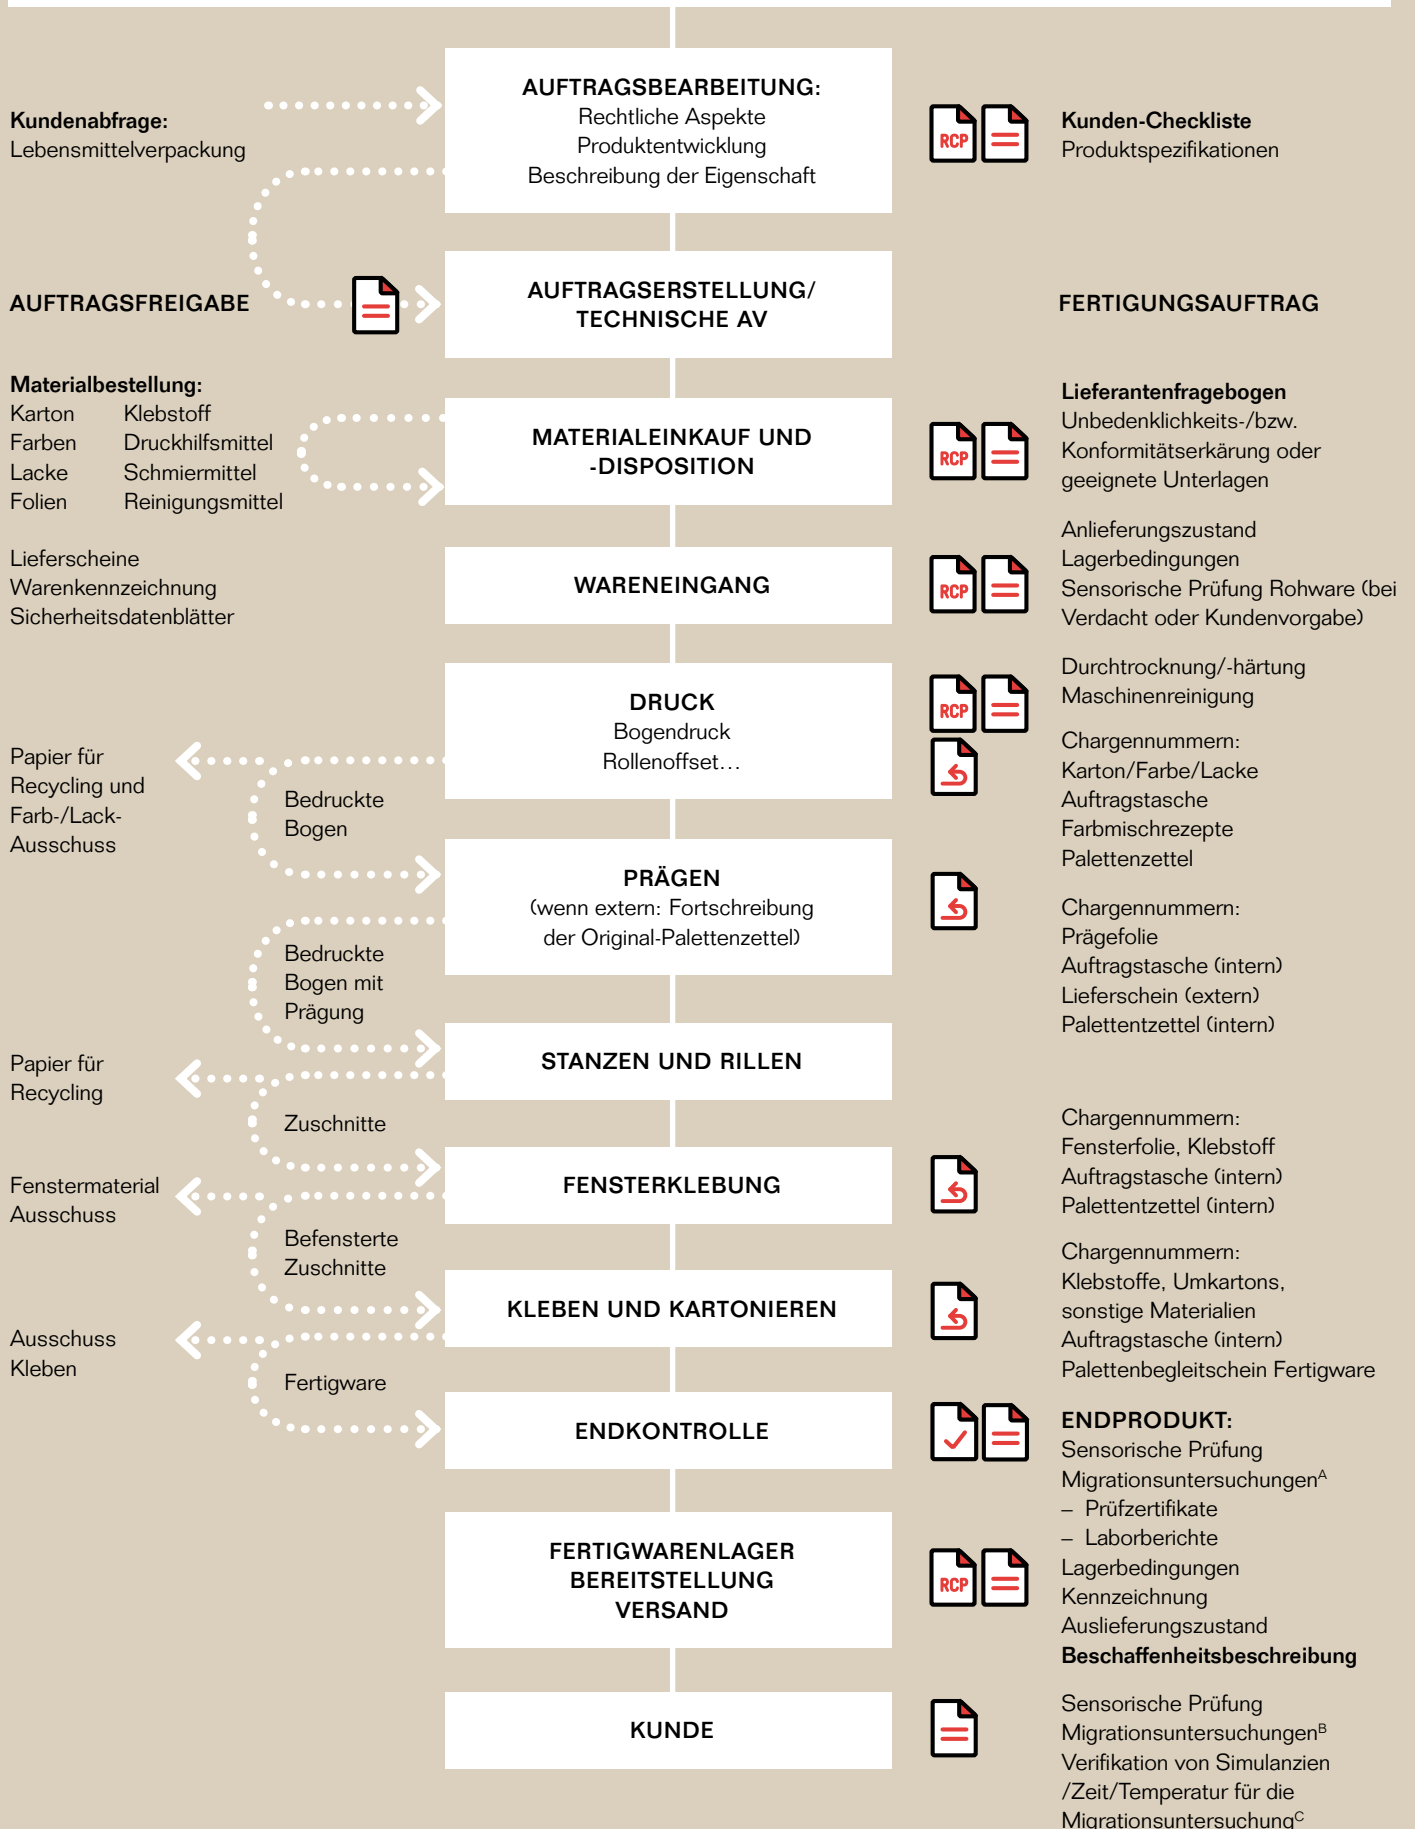 AUFTRAGSBEARBEITUNG:
Rechtliche Aspekte
Produktentwicklung
Beschreibung der Eigenschaft
Kundenabfrage:
Lebensmittelverpackung
RCP
Kunden-Checkliste
Produktspezifikationen
AUFTRAGSFREIGABE
AUFTRAGSERSTELLUNG/
TECHNISCHE AV
FERTIGUNGSAUFTRAG
Materialbestellung:
Karton Klebstoff
Farben Druckhilfsmittel
Lacke Schmiermittel
Folien Reinigungsmittel
MATERIALEINKAUF UND
-DISPOSITION
RCP
Lieferantenfragebogen
Unbedenklichkeits-/bzw.
Konformitätserkärung oder
geeignete Unterlagen
Lieferscheine
Warenkennzeichnung
Sicherheitsdatenblätter
WARENEINGANG
RCP
Anlieferungszustand
Lagerbedingungen
Sensorische Prüfung Rohware (bei
Verdacht oder Kundenvorgabe)
DRUCK
Bogendruck
Rollenoffset…
RCP
Durchtrocknung/-härtung
Maschinenreinigung
Chargennummern:
Karton/Farbe/Lacke
Auftragstasche
Farbmischrezepte
Palettenzettel
Papier für
Recycling und
Farb-/Lack-
Ausschuss
Bedruckte
Bogen
PRÄGEN
(wenn extern: Fortschreibung
der Original-Palettenzettel)
Chargennummern:
Prägefolie
Auftragstasche (intern)
Lieferschein (extern)
Palettentzettel (intern)
Bedruckte
Bogen mit
Prägung
STANZEN UND RILLEN
Papier für
Recycling
Zuschnitte
FENSTERKLEBUNG
Chargennummern:
Fensterfolie, Klebstoff
Auftragstasche (intern)
Palettentzettel (intern)
Fenstermaterial
Ausschuss
Befensterte
Zuschnitte
KLEBEN UND KARTONIEREN
Chargennummern:
Klebstoffe, Umkartons,
sonstige Materialien
Auftragstasche (intern)
Palettenbegleitschein Fertigware
Ausschuss
Kleben
Fertigware
ENDKONTROLLE
ENDPRODUKT:
Sensorische Prüfung
Migrationsuntersuchungenᴬ
– Prüfzertifikate
– Laborberichte
Lagerbedingungen
Kennzeichnung
Auslieferungszustand
Beschaffenheitsbeschreibung
FERTIGWARENLAGER
BEREITSTELLUNG
VERSAND
RCP
KUNDE
Sensorische Prüfung
Migrationsuntersuchungenᴮ
Verifikation von Simulanzien
/Zeit/Temperatur für die
Migrationsuntersuchungᶜ